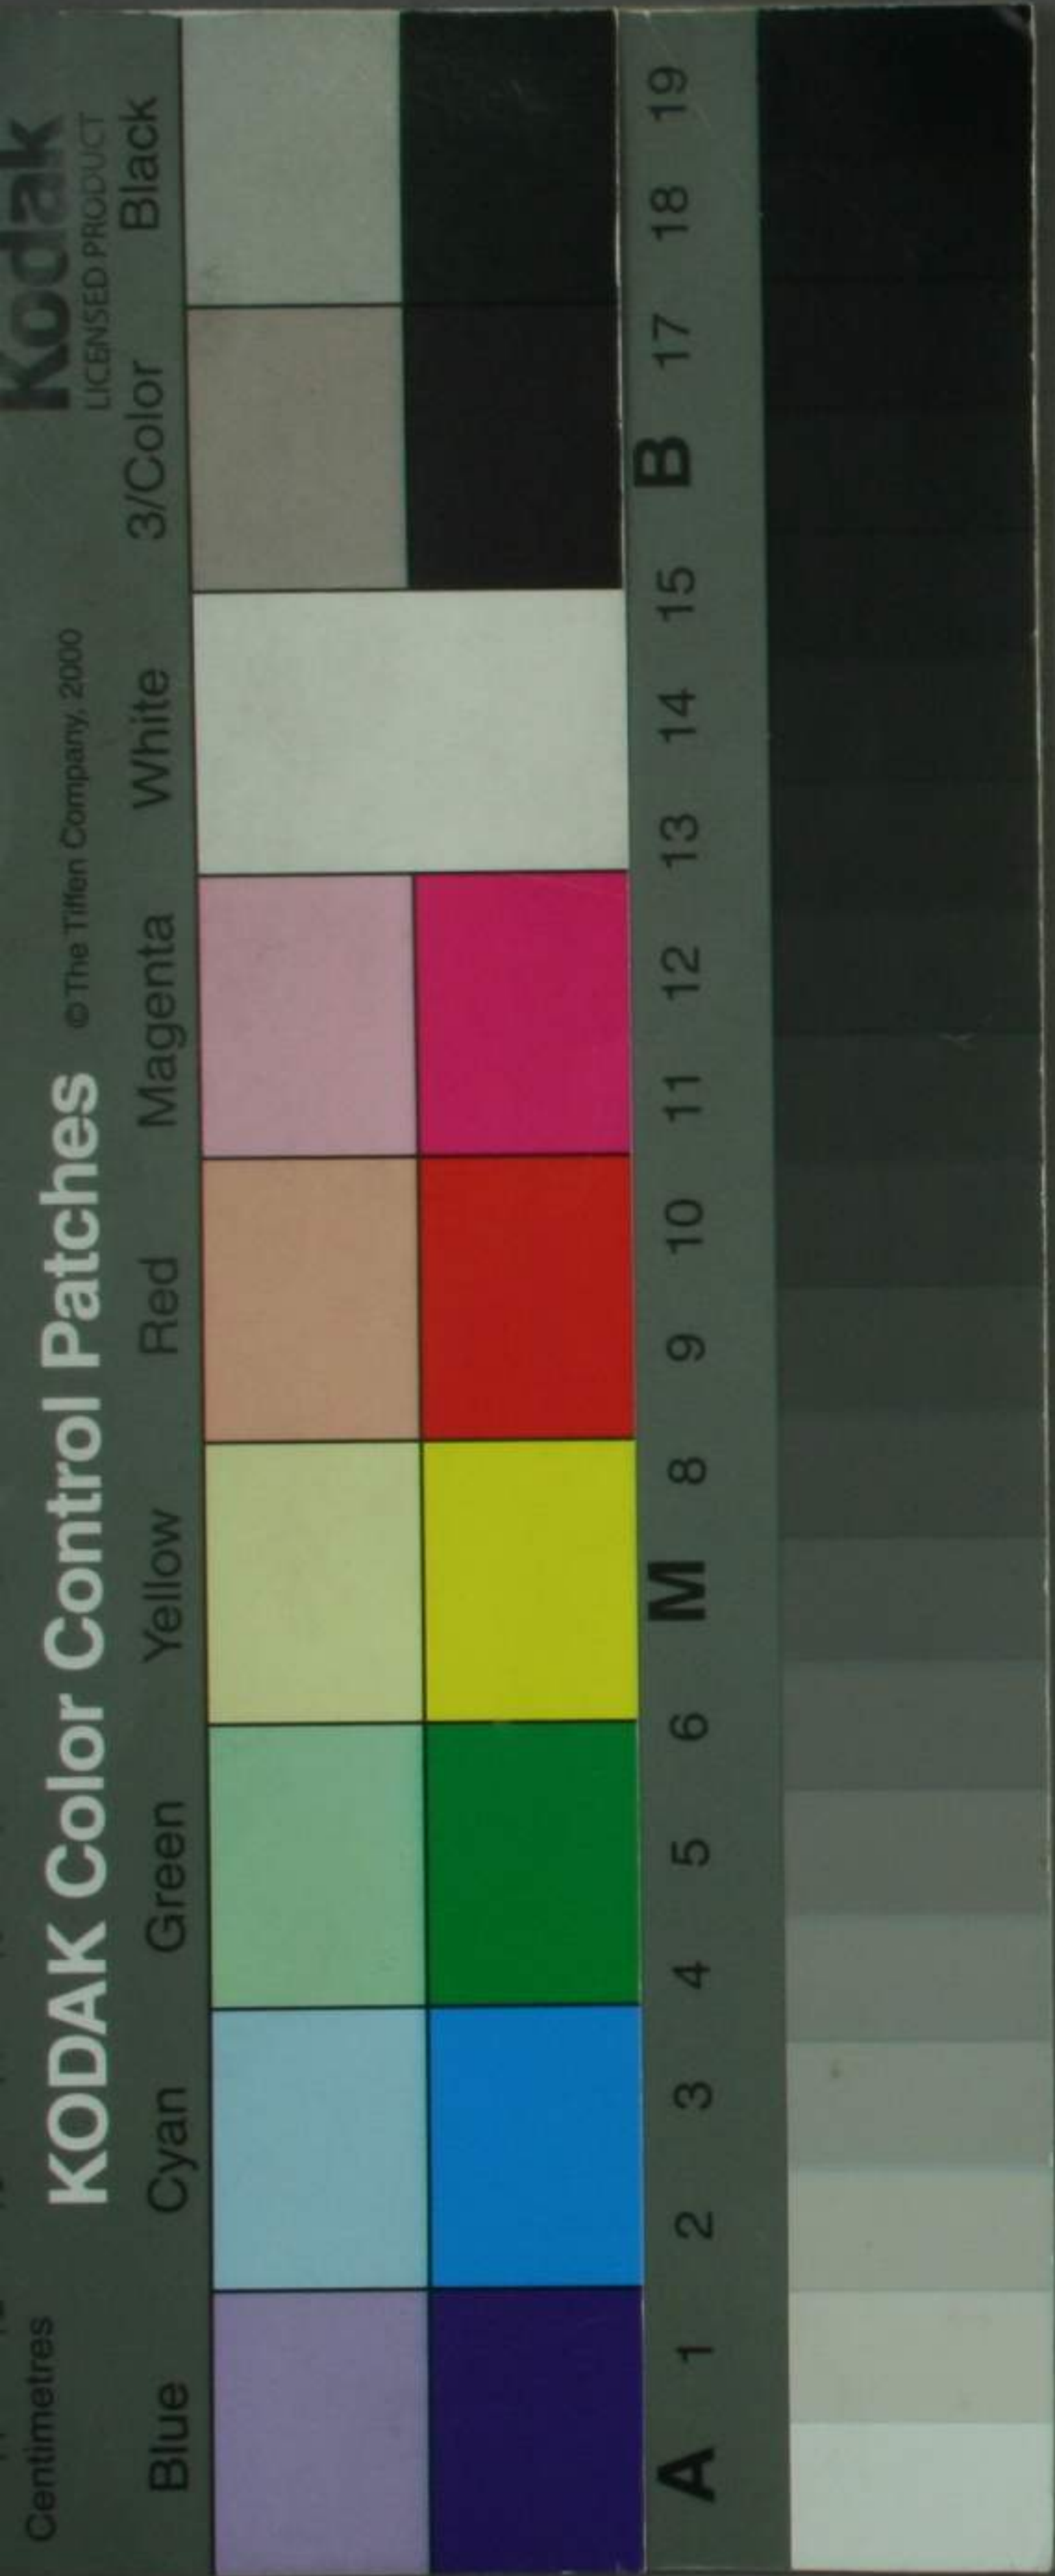 Centimetres
KODAK Color Control Patches © The Tiffen Company, 2000 Kodak
LICENSED PRODUCT
Blue Cyan Green Yellow Red Magenta White 3/Color Black
A 1 2 3 4 5 6 M 8 9 10 11 12 13 14 15 B 17 18 19